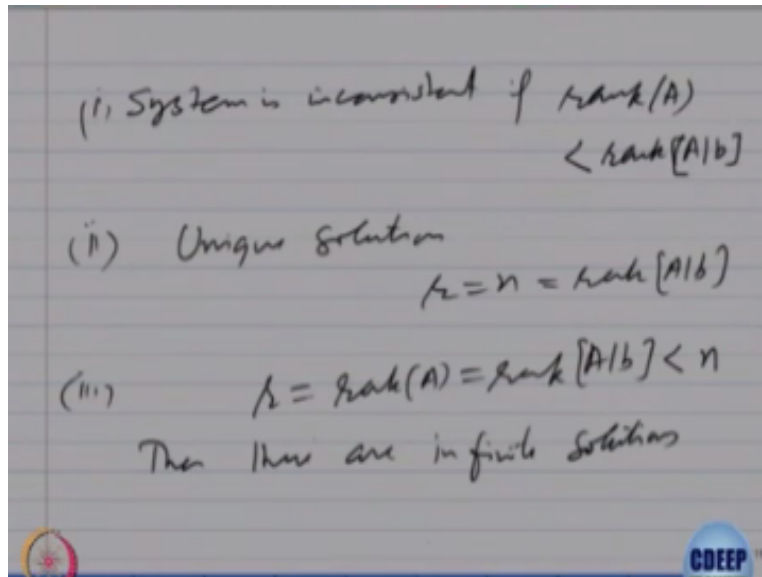 (i) System is inconsistent if rank(A)
< rank[A|b]
(ii) Unique solution
r = n = rank [A|b]
(iii)
r = rank(A) = rank [A|b] < n
Then there are infinite solutions
CDEEP